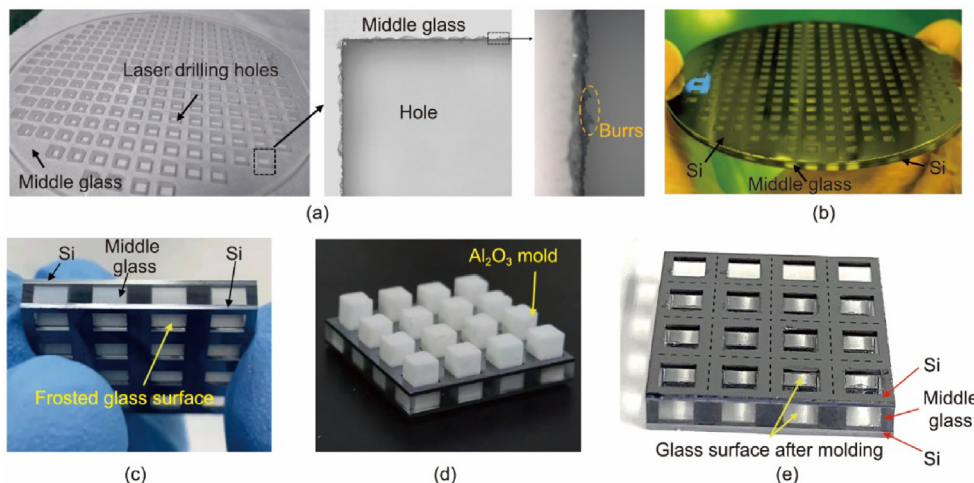 Laser drilling holes
Middle glass
(a)
Middle glass
Hole
Burrs
Si
Middle glass
Si
(b)
Si
Middle
glass
Si
Frosted glass surface
(c)
Al₂O₃ mold
(d)
Si
Middle
glass
Si
Glass surface after molding
(e)